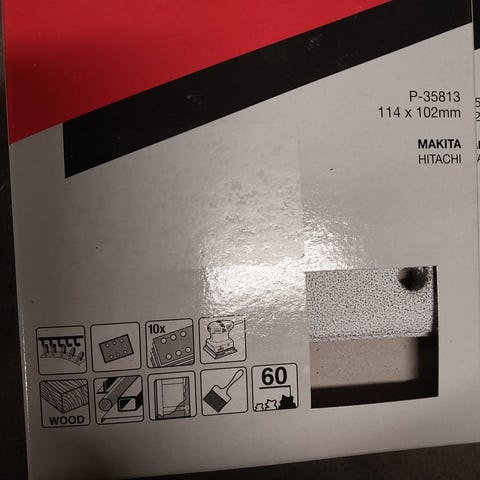 P-35813
114 x 102mm
MAKITA
HITACHI
10x
WOOD
60